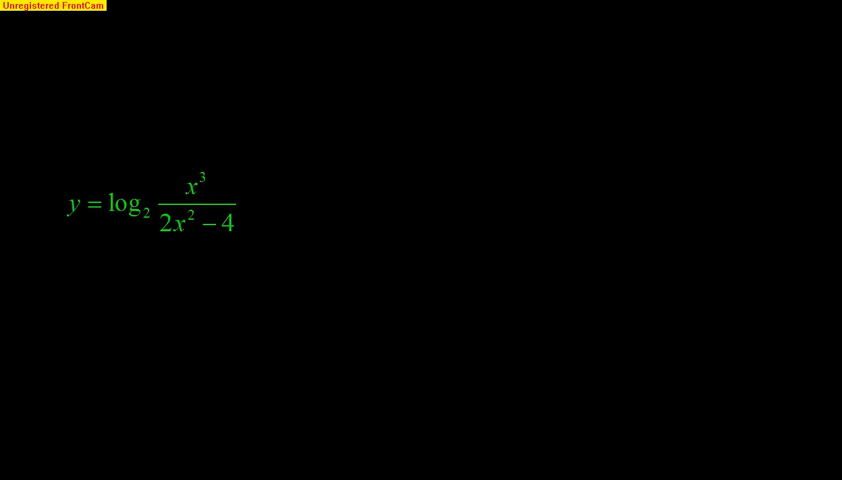 Unregistered FrontCam
y = log₂ x³ / (2x² − 4)